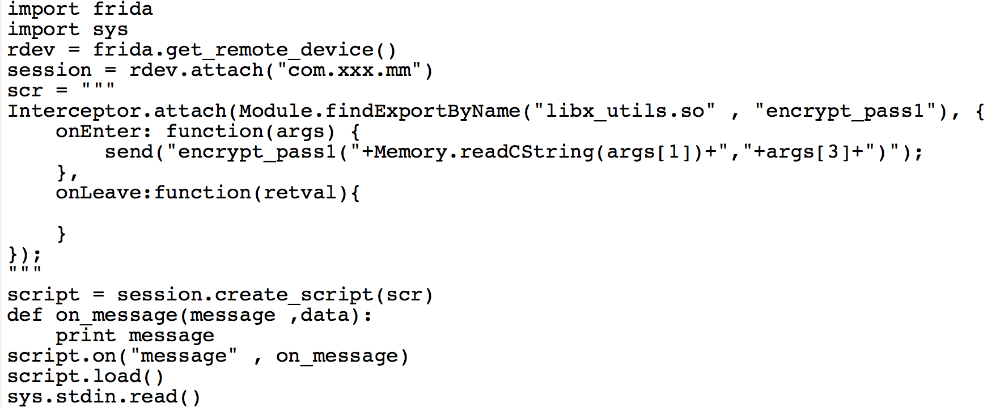 import frida
import sys
rdev = frida.get_remote_device()
session = rdev.attach("com.xxx.mm")
scr = """
Interceptor.attach(Module.findExportByName("libx_utils.so" , "encrypt_pass1"), {
    onEnter: function(args) {
        send("encrypt_pass1("+Memory.readCString(args[1])+","+args[3]+")");
    },
    onLeave:function(retval){

    }
});
"""
script = session.create_script(scr)
def on_message(message ,data):
    print message
script.on("message" , on_message)
script.load()
sys.stdin.read()